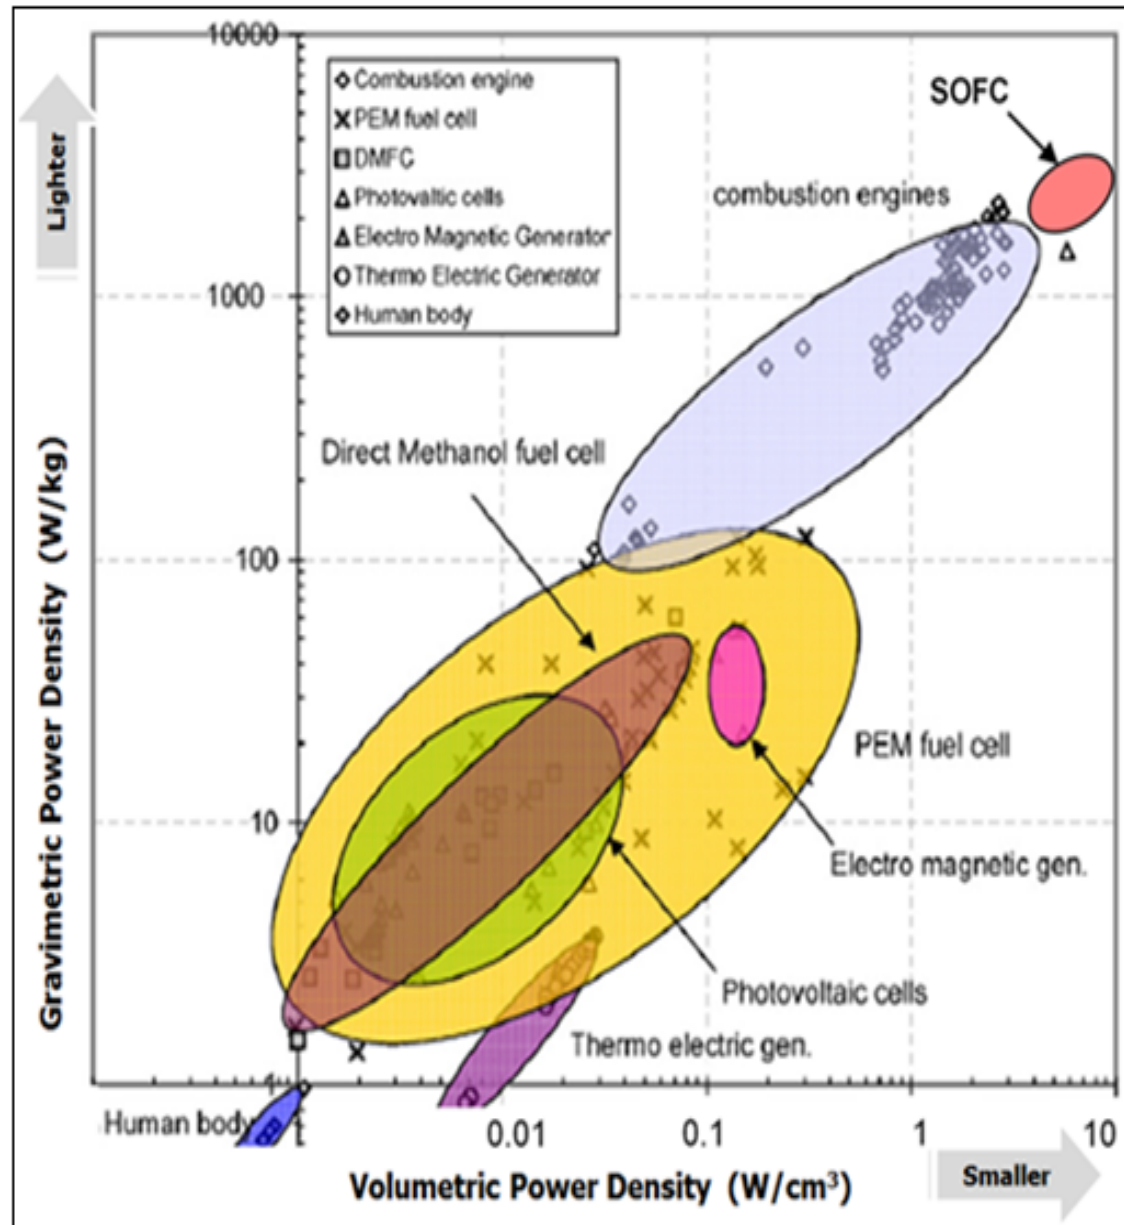 10000
Combustion engine
PEM fuel cell
DMFC
Photovaltic cells
Electro Magnetic Generator
Thermo Electric Generator
Human body
SOFC
combustion engines
Lighter
1000
Direct Methanol fuel cell
100
PEM fuel cell
10
Electro magnetic gen.
Photovoltaic cells
Thermo electric gen.
1
Human body
0.01
0.1
1
10
Gravimetric Power Density (W/kg)
Volumetric Power Density (W/cm³)
Smaller